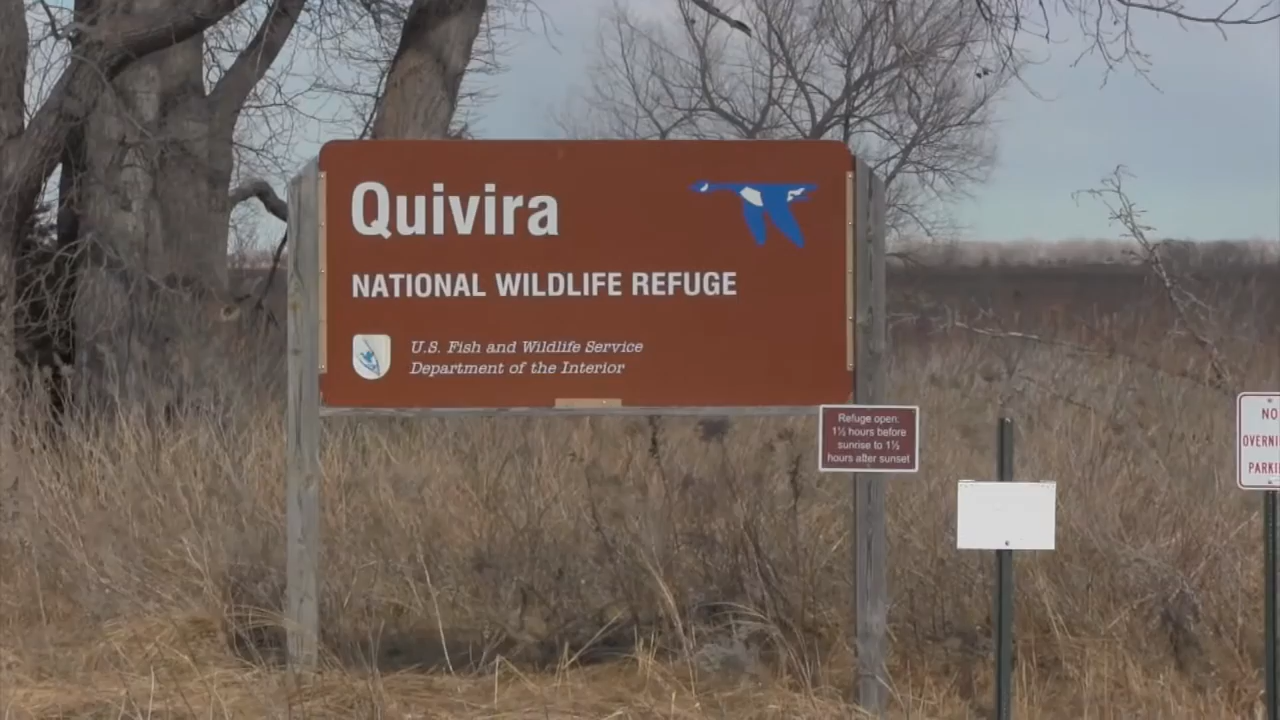 Quivira
NATIONAL WILDLIFE REFUGE
U.S. Fish and Wildlife Service
Department of the Interior
Refuge open:
1½ hours before
sunrise to 1½
hours after sunset
NO
OVERNI
PARKI